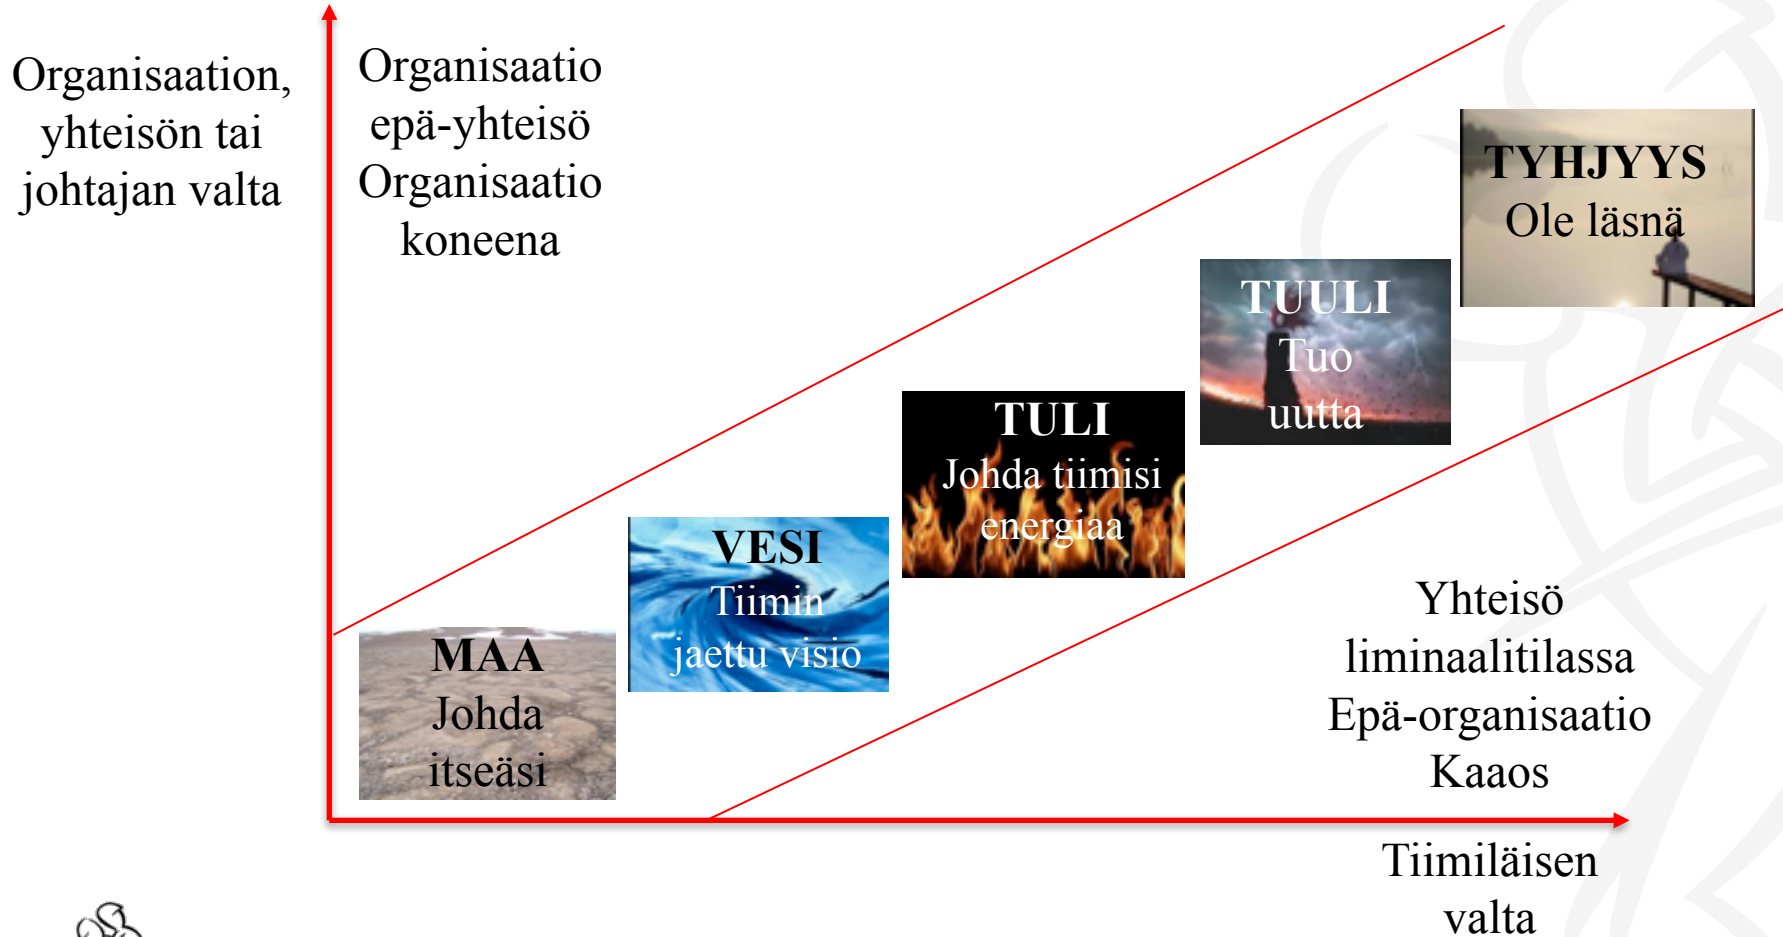 Organisaation,
yhteisön tai
johtajan valta
Organisaatio
epä-yhteisö
Organisaatio
koneena
TYHJYYS
Ole läsnä
TUULI
Tuo
uutta
TULI
Johda tiimisi
energiaa
VESI
Tiimin
jaettu visio
MAA
Johda
itseäsi
Yhteisö
liminaalitilassa
Epä-organisaatio
Kaaos
Tiimiläisen
valta